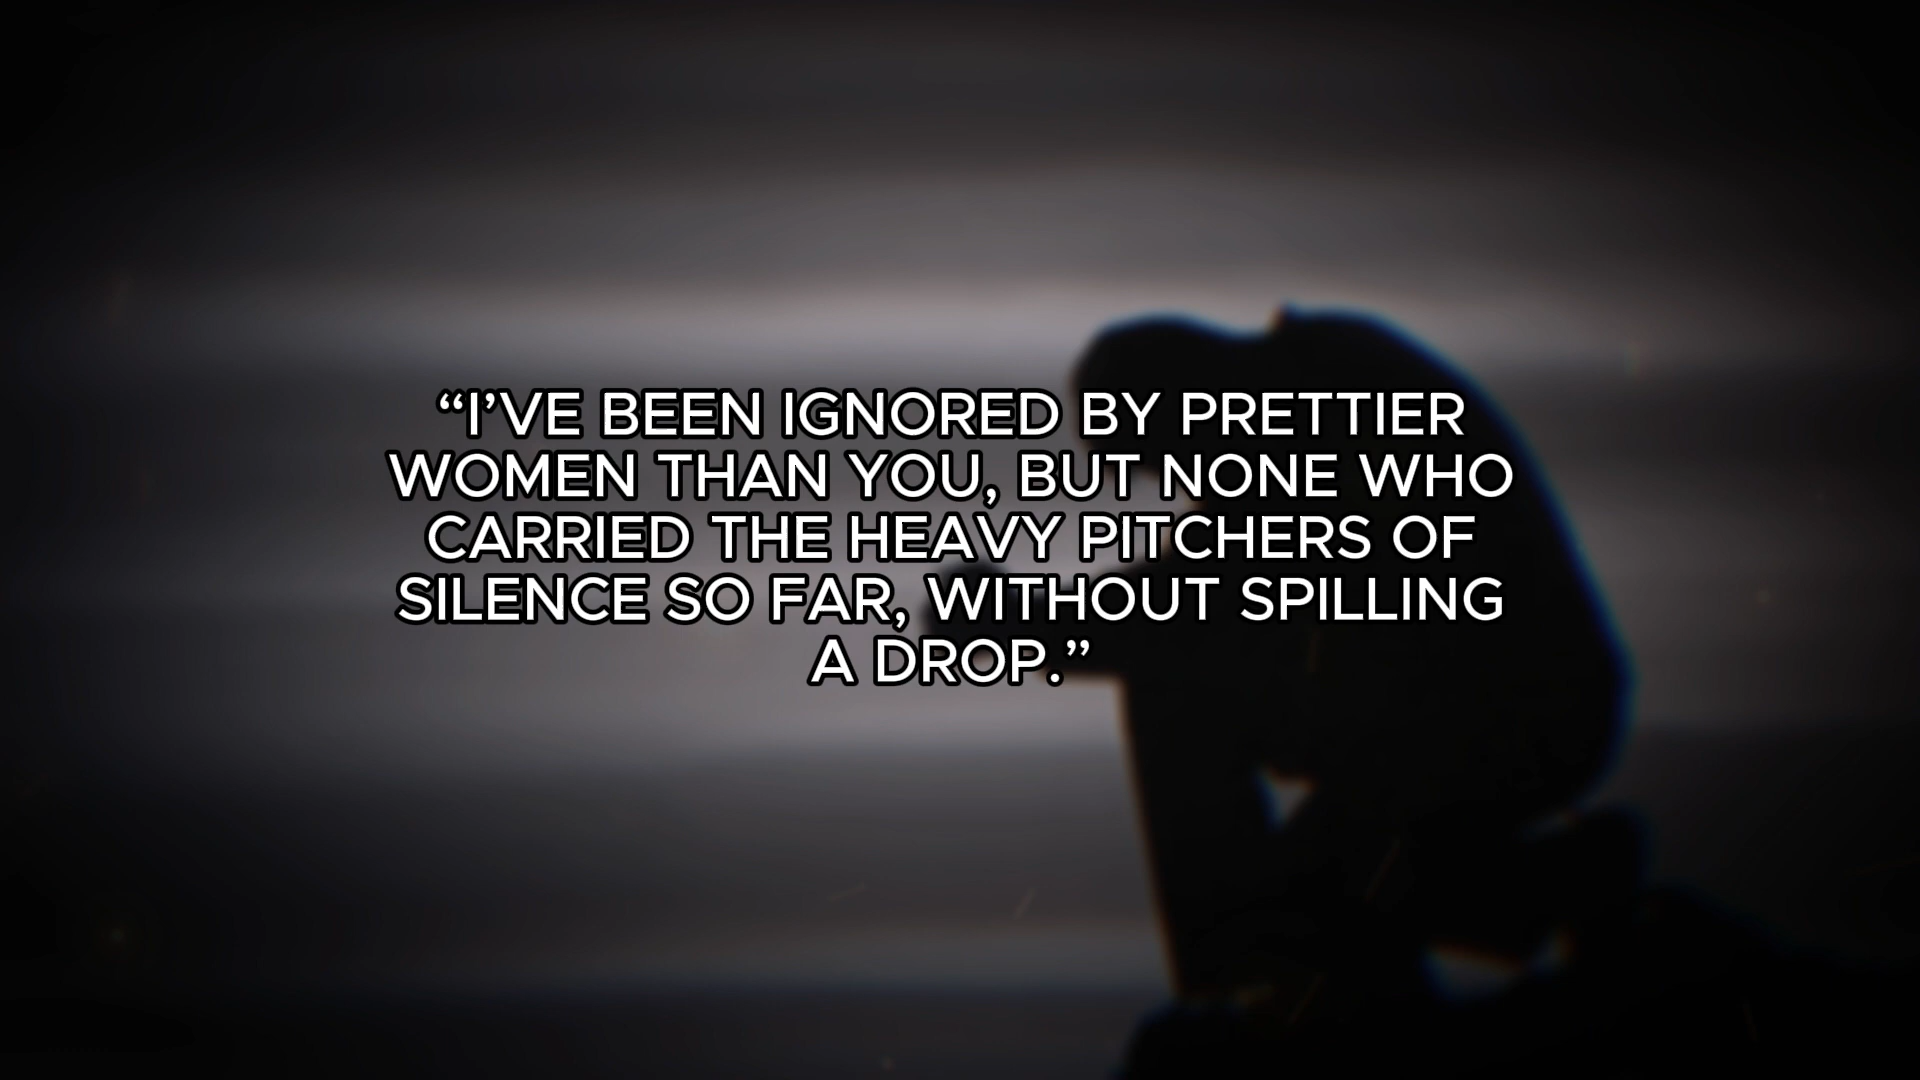 “I’VE BEEN IGNORED BY PRETTIER
WOMEN THAN YOU, BUT NONE WHO
CARRIED THE HEAVY PITCHERS OF
SILENCE SO FAR, WITHOUT SPILLING
A DROP.”